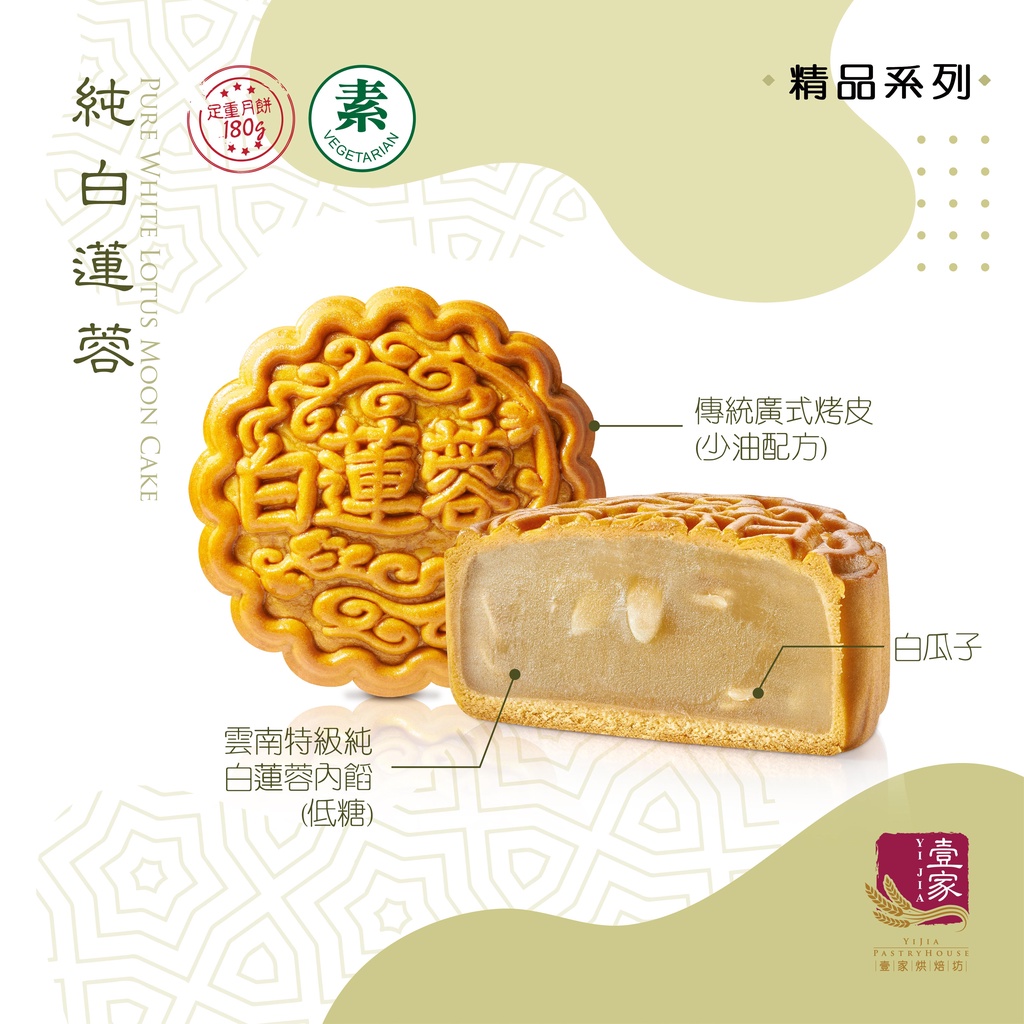 純白蓮蓉
PURE WHITE LOTUS MOON CAKE
足重月餅
180g
素
VEGETARIAN
精品系列
白蓮蓉
傳統廣式烤皮
(少油配方)
白瓜子
雲南特級純
白蓮蓉內餡
(低糖)
YIJIA
壹家
YIJIA
PASTRYHOUSE
壹家烘焙坊